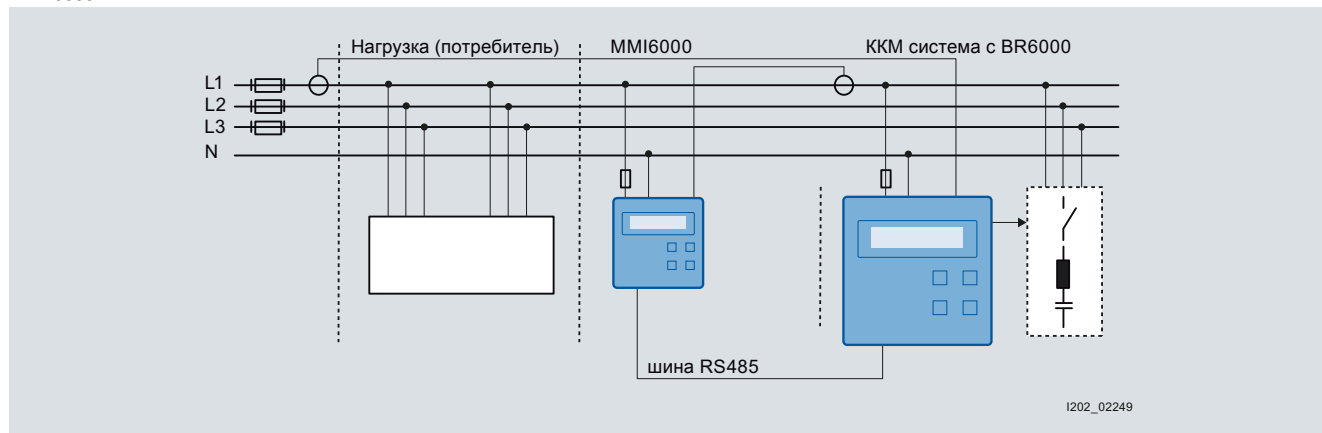 Нагрузка (потребитель)
MMI6000
ККМ система с BR6000
L1
L2
L3
N
шина RS485
I202_02249